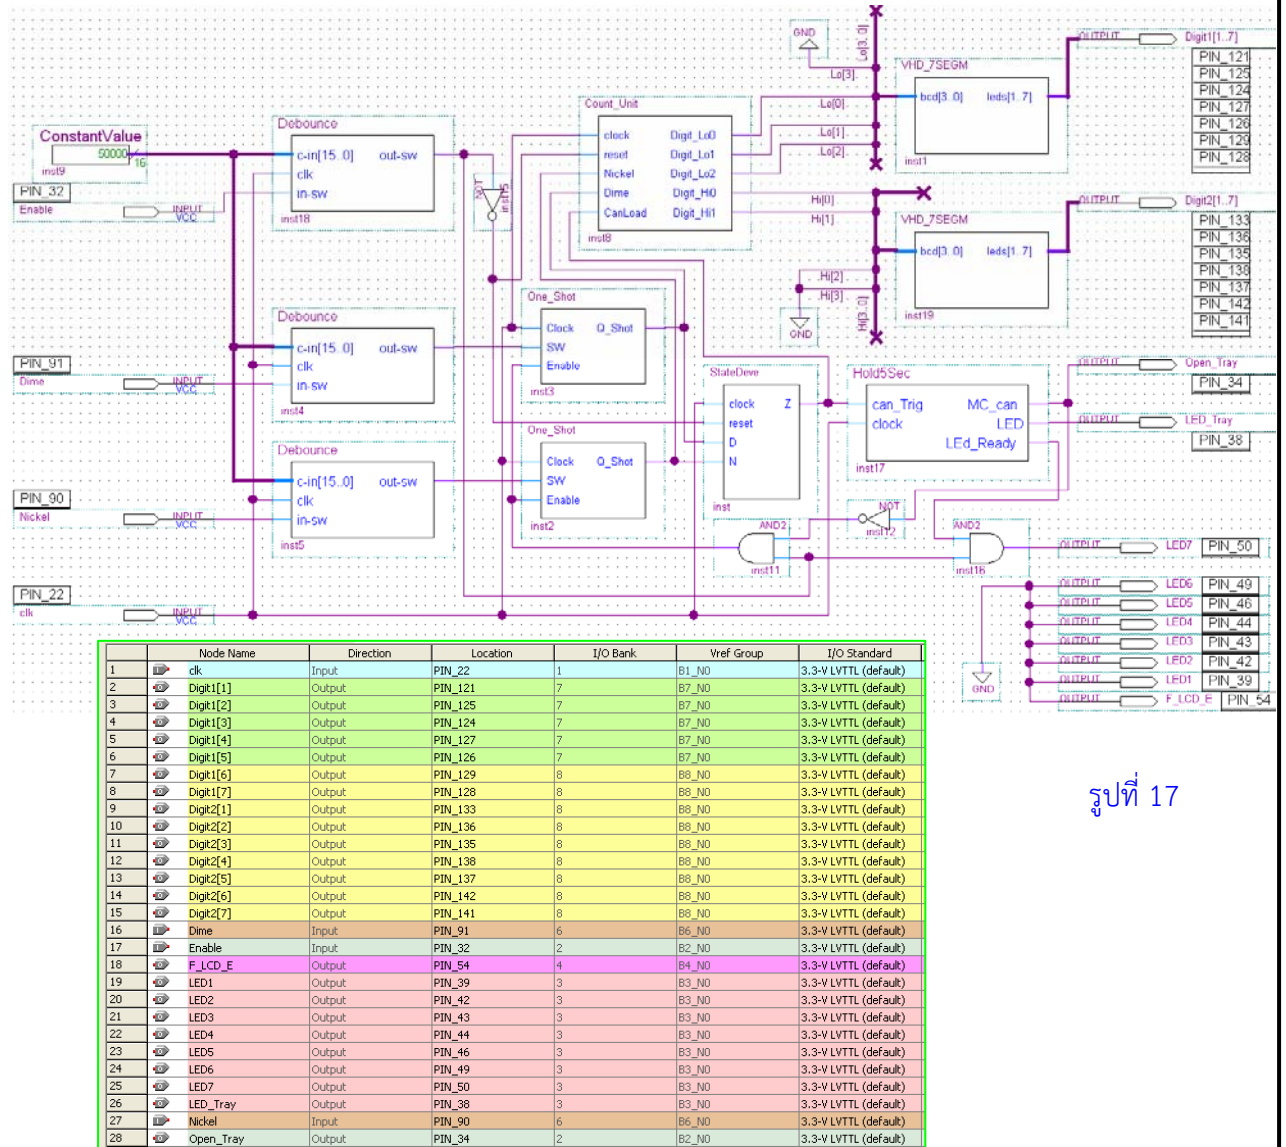 GND
Lo[3..0]
OUTPUT
Digit1[1..7]
PIN_121
PIN_125
PIN_124
PIN_127
PIN_126
PIN_129
PIN_128
VHD_7SEGM
Lo[3]
bcd[3..0] leds[1..7]
inst1
Lo[0]
Lo[1]
Lo[2]
Count_Unit
clock Digit_Lo0
reset Digit_Lo1
Nickel Digit_Lo2
Dime Digit_Hi0
CanLoad Digit_Hi1
inst8
ConstantValue
50000
16
inst9
Debounce
c-in[15..0] out-sw
clk
in-sw
inst18
PIN_32
Enable
INPUT
VCC
NOT
inst15
Hi[0]
Hi[1]
OUTPUT
Digit2[1..7]
PIN_133
PIN_136
PIN_135
PIN_138
PIN_137
PIN_142
PIN_141
VHD_7SEGM
bcd[3..0] leds[1..7]
inst19
Hi[2]
Hi[3]
Hi[3..0]
GND
Debounce
c-in[15..0] out-sw
clk
in-sw
inst4
PIN_91
Dime
INPUT
VCC
One_Shot
Clock Q_Shot
SW
Enable
inst3
StateDeve
clock Z
reset
D
N
inst
Hold5Sec
can_Trig MC_can
clock LED
LEd_Ready
inst17
OUTPUT
Open_Tray
PIN_34
OUTPUT
LED_Tray
PIN_38
Debounce
c-in[15..0] out-sw
clk
in-sw
inst5
PIN_90
Nickel
INPUT
VCC
One_Shot
Clock Q_Shot
SW
Enable
inst2
NOT
inst12
AND2
inst11
AND2
inst16
OUTPUT
LED7 PIN_50
PIN_22
clk
INPUT
VCC
OUTPUT LED6 PIN_49
OUTPUT LED5 PIN_46
OUTPUT LED4 PIN_44
OUTPUT LED3 PIN_43
OUTPUT LED2 PIN_42
OUTPUT LED1 PIN_39
OUTPUT F_LCD_E PIN_54
GND
Node Name Direction Location I/O Bank Vref Group I/O Standard
1 clk Input PIN_22 1 B1_N0 3.3-V LVTTL (default)
2 Digit1[1] Output PIN_121 7 B7_N0 3.3-V LVTTL (default)
3 Digit1[2] Output PIN_125 7 B7_N0 3.3-V LVTTL (default)
4 Digit1[3] Output PIN_124 7 B7_N0 3.3-V LVTTL (default)
5 Digit1[4] Output PIN_127 7 B7_N0 3.3-V LVTTL (default)
6 Digit1[5] Output PIN_126 7 B7_N0 3.3-V LVTTL (default)
7 Digit1[6] Output PIN_129 8 B8_N0 3.3-V LVTTL (default)
8 Digit1[7] Output PIN_128 8 B8_N0 3.3-V LVTTL (default)
9 Digit2[1] Output PIN_133 8 B8_N0 3.3-V LVTTL (default)
10 Digit2[2] Output PIN_136 8 B8_N0 3.3-V LVTTL (default)
11 Digit2[3] Output PIN_135 8 B8_N0 3.3-V LVTTL (default)
12 Digit2[4] Output PIN_138 8 B8_N0 3.3-V LVTTL (default)
13 Digit2[5] Output PIN_137 8 B8_N0 3.3-V LVTTL (default)
14 Digit2[6] Output PIN_142 8 B8_N0 3.3-V LVTTL (default)
15 Digit2[7] Output PIN_141 8 B8_N0 3.3-V LVTTL (default)
16 Dime Input PIN_91 6 B6_N0 3.3-V LVTTL (default)
17 Enable Input PIN_32 2 B2_N0 3.3-V LVTTL (default)
18 F_LCD_E Output PIN_54 4 B4_N0 3.3-V LVTTL (default)
19 LED1 Output PIN_39 3 B3_N0 3.3-V LVTTL (default)
20 LED2 Output PIN_42 3 B3_N0 3.3-V LVTTL (default)
21 LED3 Output PIN_43 3 B3_N0 3.3-V LVTTL (default)
22 LED4 Output PIN_44 3 B3_N0 3.3-V LVTTL (default)
23 LED5 Output PIN_46 3 B3_N0 3.3-V LVTTL (default)
24 LED6 Output PIN_49 3 B3_N0 3.3-V LVTTL (default)
25 LED7 Output PIN_50 3 B3_N0 3.3-V LVTTL (default)
26 LED_Tray Output PIN_38 3 B3_N0 3.3-V LVTTL (default)
27 Nickel Input PIN_90 6 B6_N0 3.3-V LVTTL (default)
28 Open_Tray Output PIN_34 2 B2_N0 3.3-V LVTTL (default)
รูปที่ 17